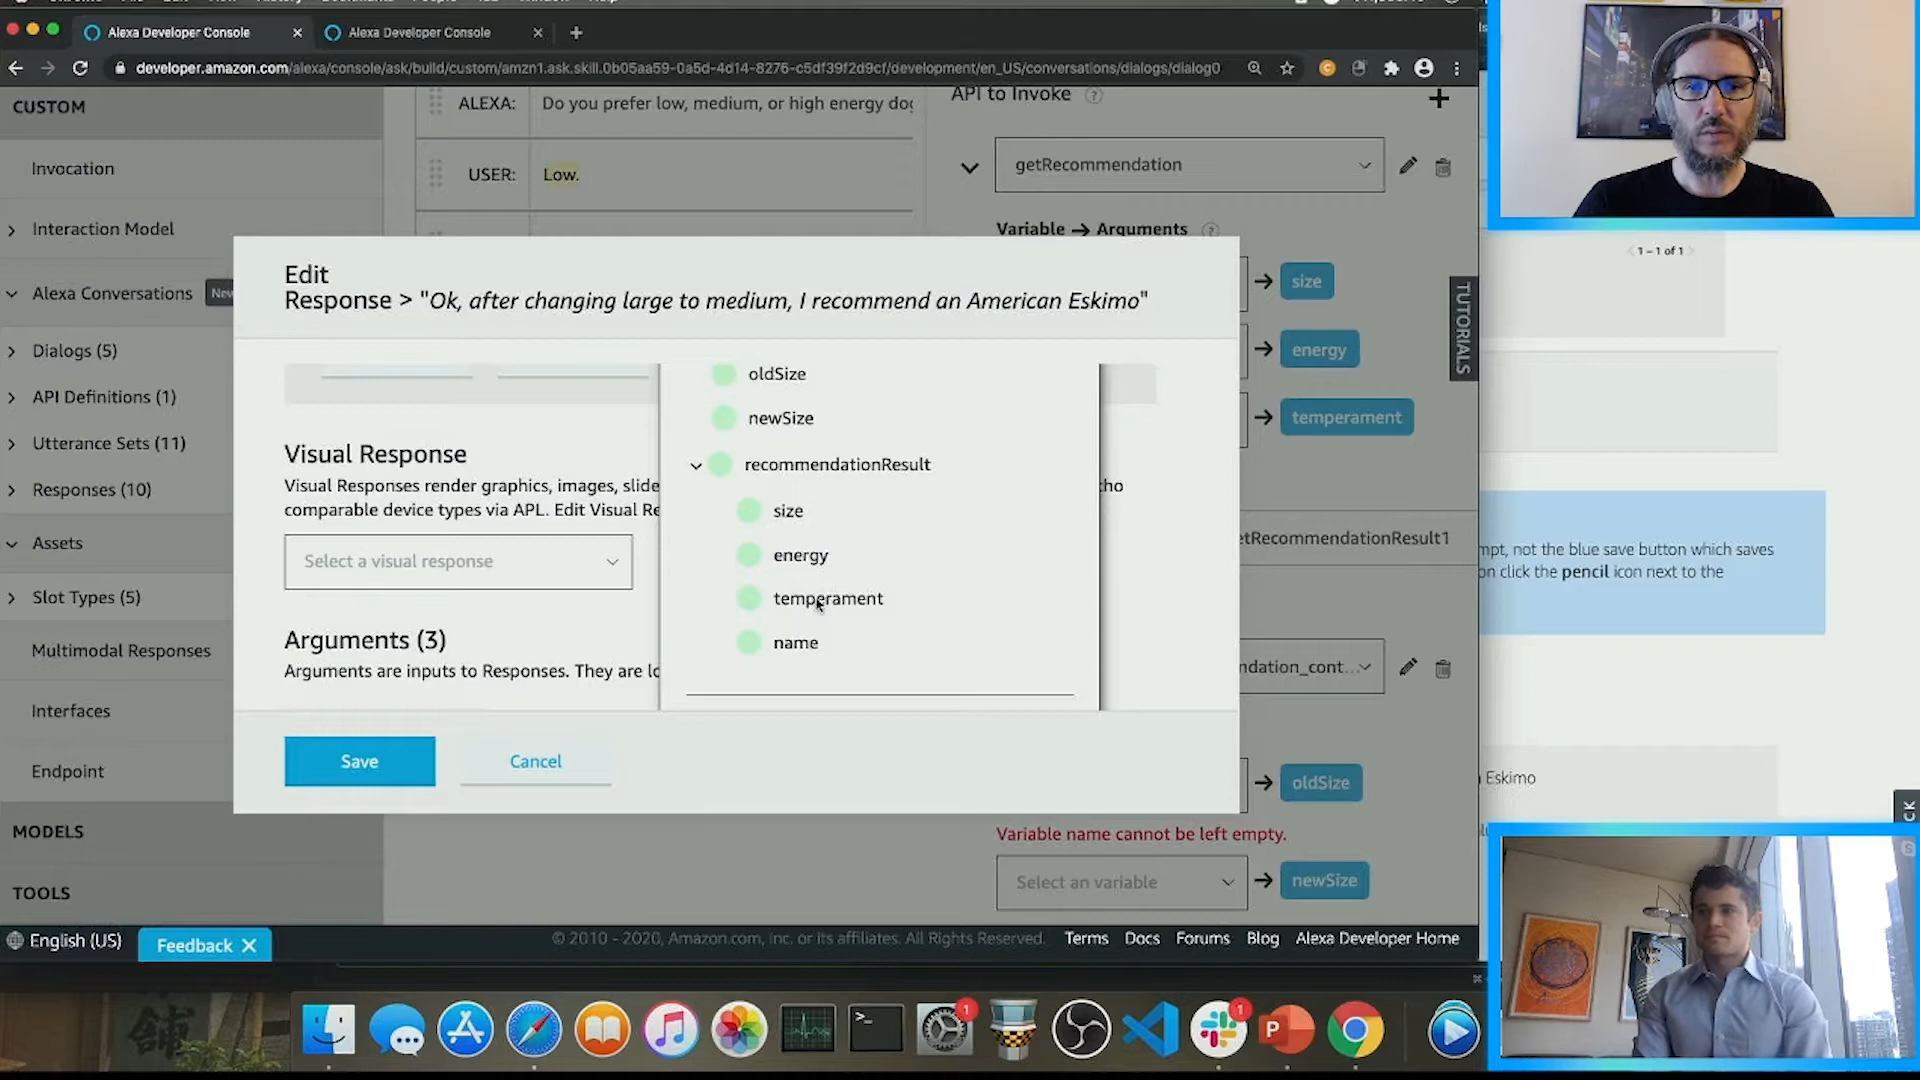 Alexa Developer Console
Alexa Developer Console
developer.amazon.com/alexa/console/ask/build/custom/amzn1.ask.skill.0b05aa59-0a5d-4d14-8276-c5df39f2d9cf/development/en_US/conversations/dialogs/dialog0
CUSTOM
Invocation
Interaction Model
Alexa Conversations
New
Dialogs (5)
API Definitions (1)
Utterance Sets (11)
Responses (10)
Assets
Slot Types (5)
Multimodal Responses
Interfaces
Endpoint
MODELS
TOOLS
English (US)
Feedback
ALEXA:
Do you prefer low, medium, or high energy do
USER:
Low.
API to Invoke
getRecommendation
Variable → Arguments
size
energy
temperament
TUTORIALS
Edit
Response > "Ok, after changing large to medium, I recommend an American Eskimo"
Visual Response
Visual Responses render graphics, images, slide
comparable device types via APL. Edit Visual Re
Select a visual response
Arguments (3)
Arguments are inputs to Responses. They are lo
oldSize
newSize
recommendationResult
size
energy
temperament
name
tho
Save
Cancel
etRecommendationResult1
ndation_cont...
oldSize
Variable name cannot be left empty.
Select an variable
newSize
© 2010 - 2020, Amazon.com, Inc. or its affiliates. All Rights Reserved.
Terms
Docs
Forums
Blog
Alexa Developer Home
1 – 1 of 1
mpt, not the blue save button which saves
on click the pencil icon next to the
Eskimo
CK
1
1